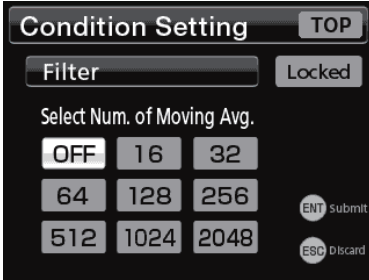 Condition Setting TOP
Filter Locked
Select Num. of Moving Avg.
OFF 16 32
64 128 256
ENT Submit
512 1024 2048
ESC Discard